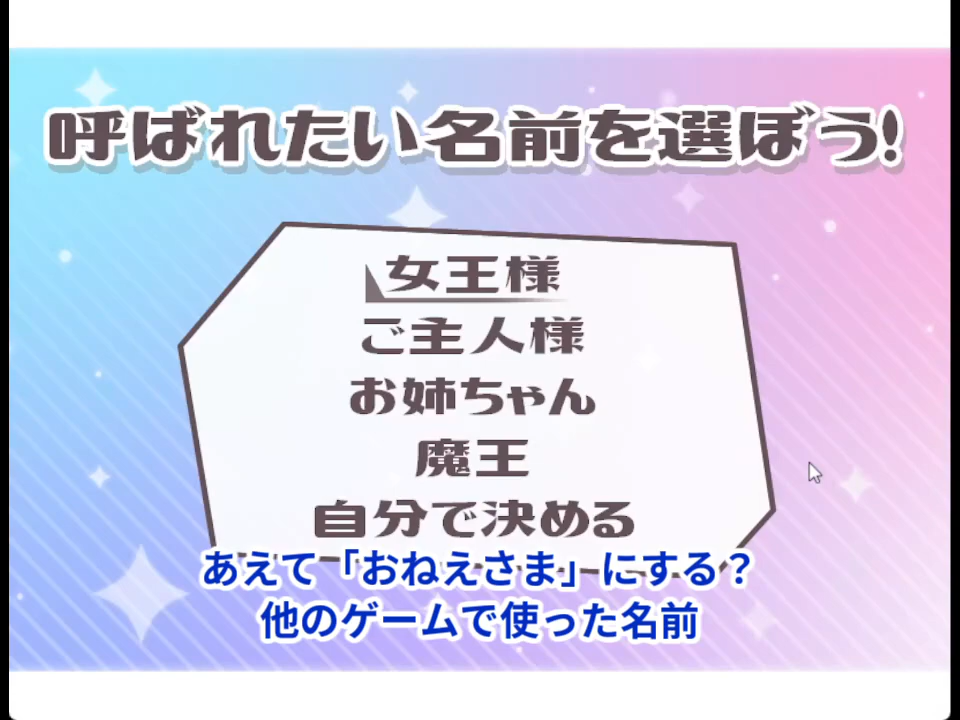 呼ばれたい名前を選ぼう!
女王様
ご主人様
お姉ちゃん
魔王
自分で決める
あえて「おねえさま」にする？
他のゲームで使った名前